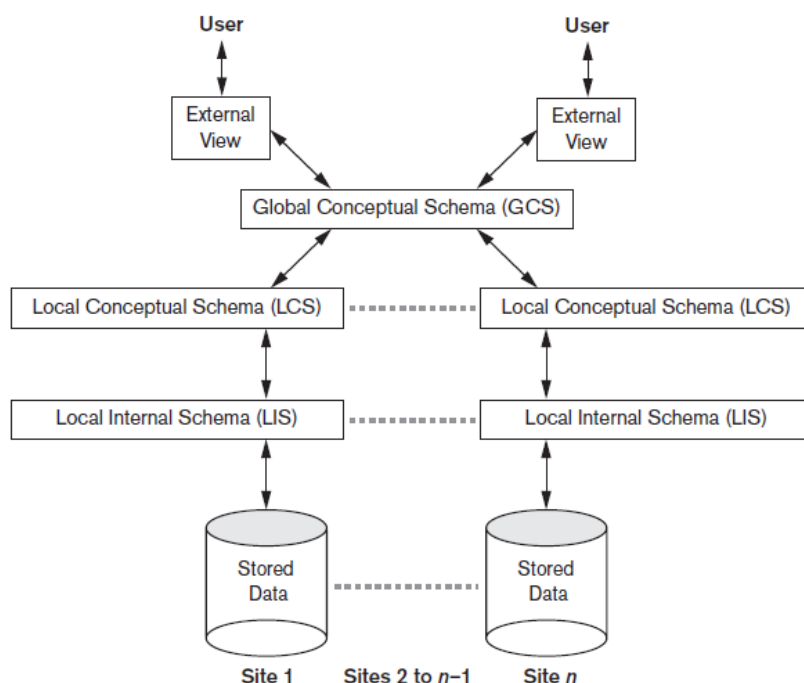 User
User
External
View
External
View
Global Conceptual Schema (GCS)
Local Conceptual Schema (LCS)
Local Conceptual Schema (LCS)
Local Internal Schema (LIS)
Local Internal Schema (LIS)
Stored
Data
Stored
Data
Site 1
Sites 2 to n–1
Site n